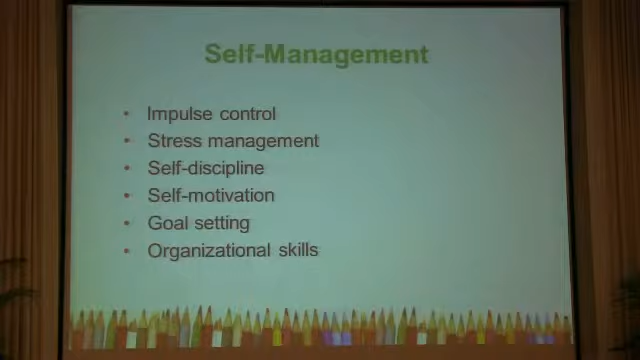 Self-Management
• Impulse control
• Stress management
• Self-discipline
• Self-motivation
• Goal setting
• Organizational skills